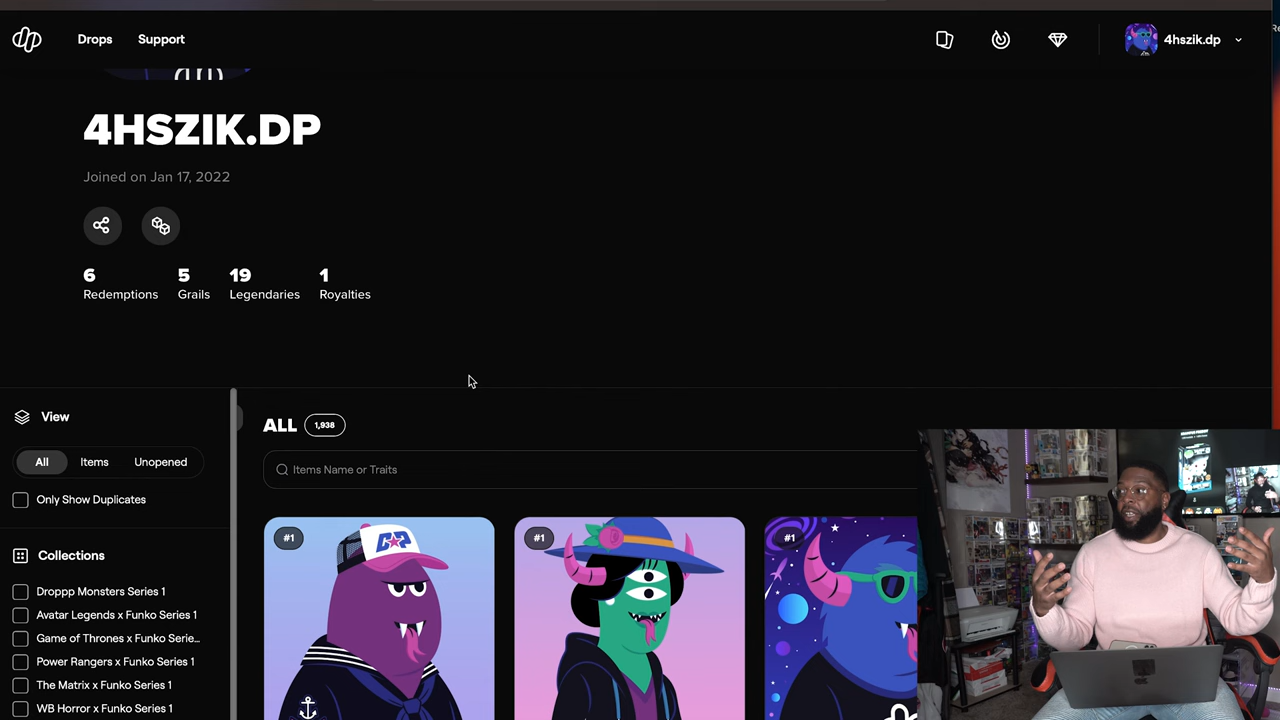 Drops Support 4hszik.dp
4HSZIK.DP
Joined on Jan 17, 2022
6 5 19 1
Redemptions Grails Legendaries Royalties
View
All Items Unopened
Only Show Duplicates
Collections
Droppp Monsters Series 1
Avatar Legends x Funko Series 1
Game of Thrones x Funko Serie...
Power Rangers x Funko Series 1
The Matrix x Funko Series 1
WB Horror x Funko Series 1
ALL 1,938
Items Name or Traits
#1 #1 #1